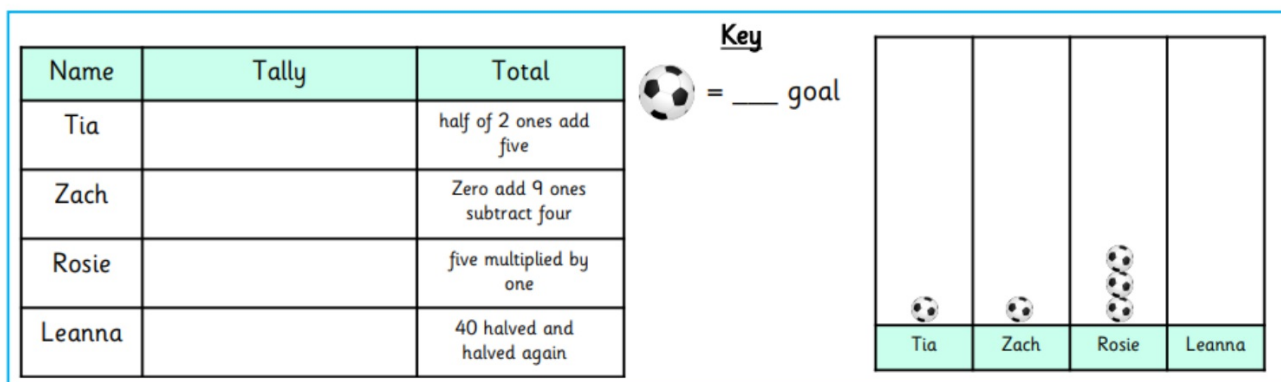 Name Tally Total
Tia half of 2 ones add
five
Zach Zero add 9 ones
subtract four
Rosie five multiplied by
one
Leanna 40 halved and
halved again
Key
= ___ goal
Tia Zach Rosie Leanna